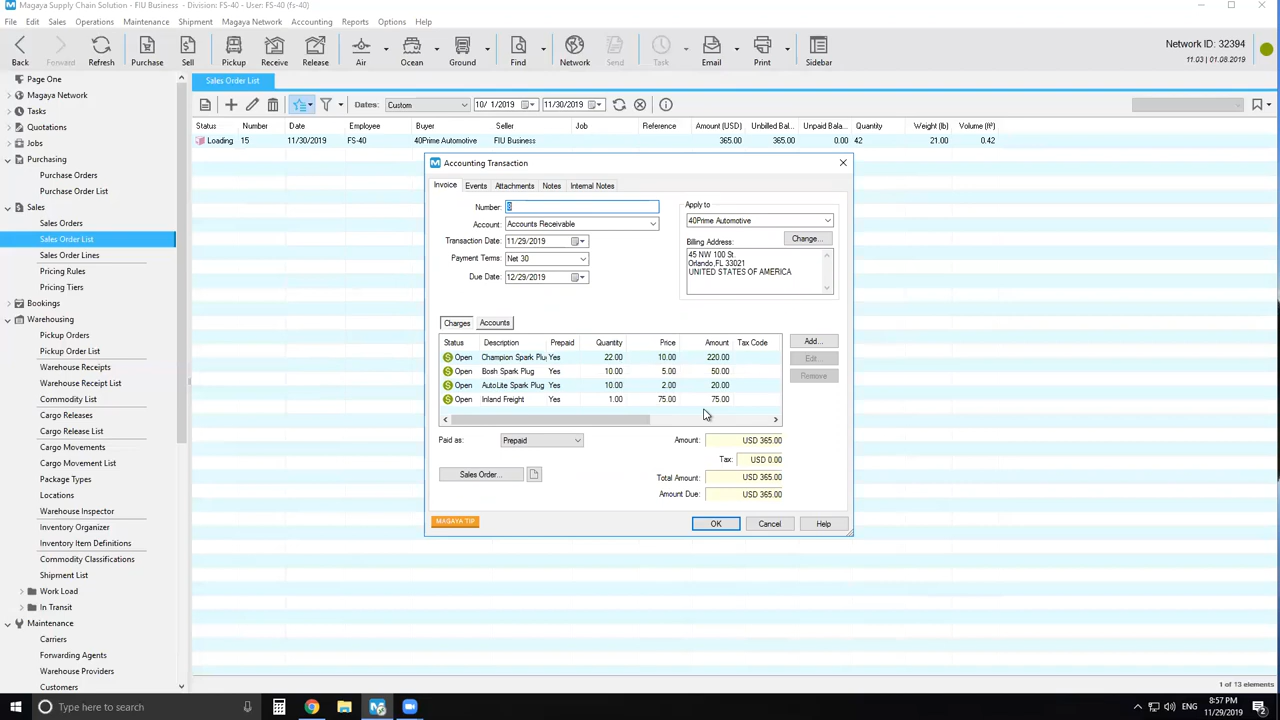 Magaya Supply Chain Solution - FIU Business - Division: FS-40 - User: FS-40 (fs-40)
File Edit Sales Operations Maintenance Shipment Magaya Network Accounting Reports Options Help
Back Forward Refresh Purchase Sell Pickup Receive Release Air Ocean Ground Find Network Send Task Email Print Sidebar
Network ID: 32394
11.03 | 01.08.2019
Page One
Magaya Network
Tasks
Quotations
Jobs
Purchasing
Purchase Orders
Purchase Order List
Sales
Sales Orders
Sales Order List
Sales Order Lines
Pricing Rules
Pricing Tiers
Bookings
Warehousing
Pickup Orders
Pickup Order List
Warehouse Receipts
Warehouse Receipt List
Commodity List
Cargo Releases
Cargo Release List
Cargo Movements
Cargo Movement List
Package Types
Locations
Warehouse Inspector
Inventory Organizer
Inventory Item Definitions
Commodity Classifications
Shipment List
Work Load
In Transit
Maintenance
Carriers
Forwarding Agents
Warehouse Providers
Customers
Sales Order List
Dates: Custom 10/ 1/2019 11/30/2019
Status Number Date Employee Buyer Seller Job Reference Amount (USD) Unbilled Bala... Unpaid Bala... Quantity Weight (lb) Volume (ft³)
Loading 15 11/30/2019 FS-40 40Prime Automotive FIU Business 365.00 365.00 0.00 42 21.00 0.42
Accounting Transaction
Invoice Events Attachments Notes Internal Notes
Number: 8
Account: Accounts Receivable
Transaction Date: 11/29/2019
Payment Terms: Net 30
Due Date: 12/29/2019
Apply to
40Prime Automotive
Billing Address: Change...
45 NW 100 St.
Orlando,FL 33021
UNITED STATES OF AMERICA
Charges Accounts
Status Description Prepaid Quantity Price Amount Tax Code
Open Champion Spark Plu Yes 22.00 10.00 220.00
Open Bosh Spark Plug Yes 10.00 5.00 50.00
Open AutoLite Spark Plug Yes 10.00 2.00 20.00
Open Inland Freight Yes 1.00 75.00 75.00
Add...
Edit...
Remove
Paid as: Prepaid
Amount: USD 365.00
Tax: USD 0.00
Sales Order...
Total Amount: USD 365.00
Amount Due: USD 365.00
MAGAYA TIP
OK Cancel Help
1 of 13 elements
Type here to search
ENG
8:57 PM
11/29/2019
2